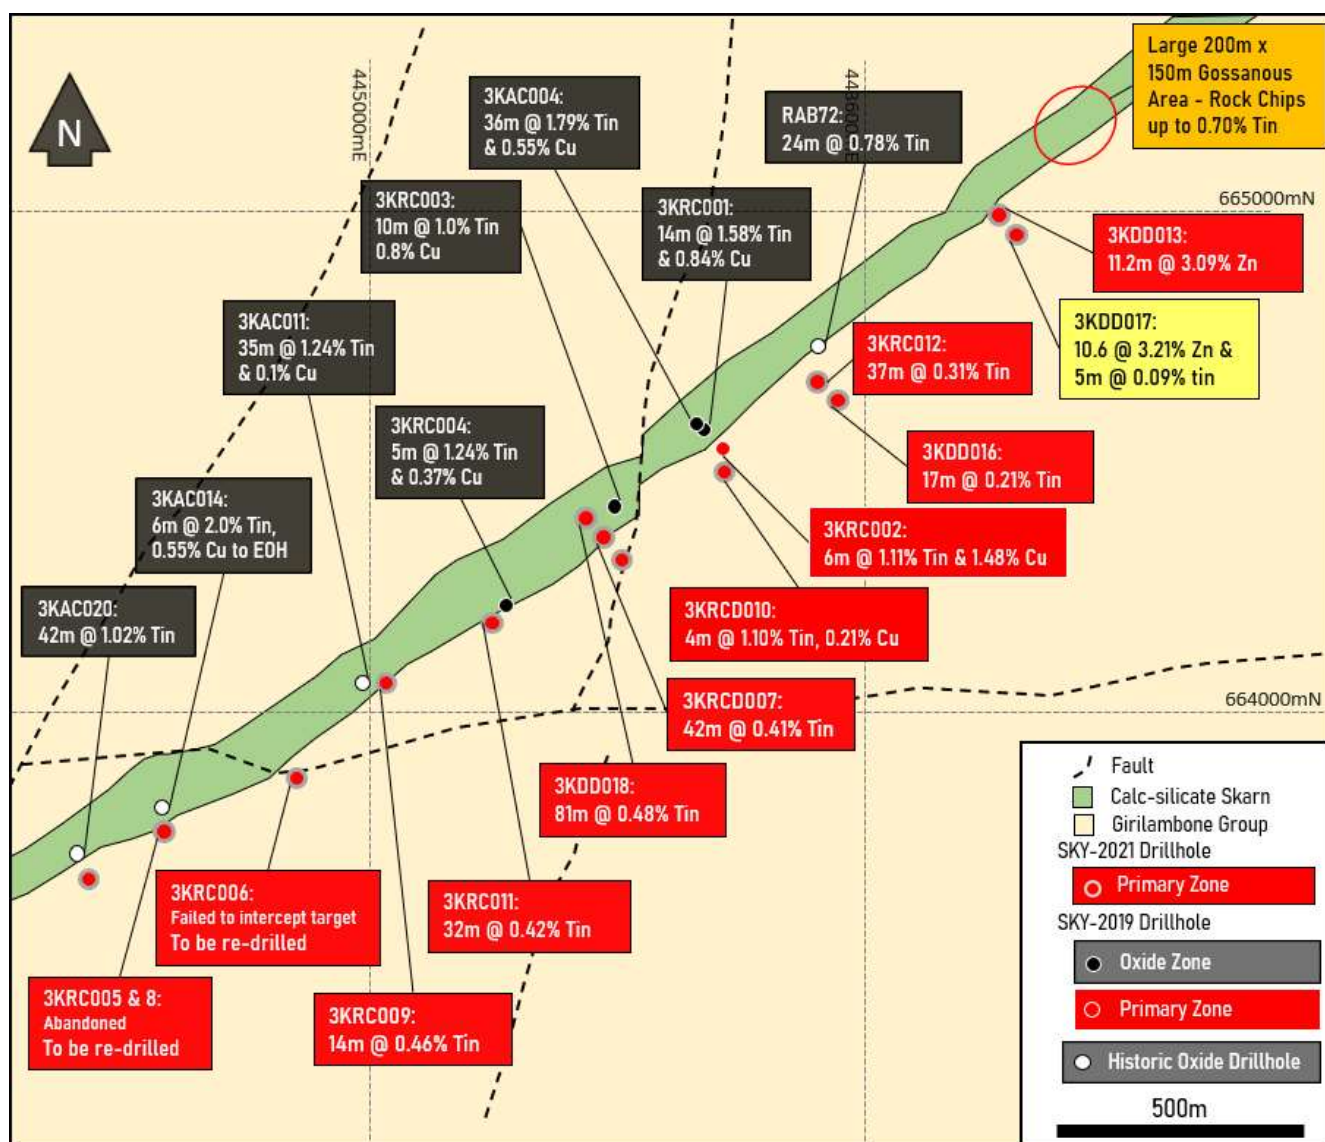 Large 200m x
150m Gossanous
Area - Rock Chips
up to 0.70% Tin
N
445000mE
3KAC004:
36m @ 1.79% Tin
& 0.55% Cu
RAB72:
24m @ 0.78% Tin
3KRC003:
10m @ 1.0% Tin
0.8% Cu
3KRC001:
14m @ 1.58% Tin
& 0.84% Cu
665000mN
3KDD013:
11.2m @ 3.09% Zn
3KAC011:
35m @ 1.24% Tin
& 0.1% Cu
3KDD017:
10.6 @ 3.21% Zn &
5m @ 0.09% tin
3KRC012:
37m @ 0.31% Tin
3KRC004:
5m @ 1.24% Tin
& 0.37% Cu
3KDD016:
17m @ 0.21% Tin
3KAC014:
6m @ 2.0% Tin,
0.55% Cu to EOH
3KRC002:
6m @ 1.11% Tin & 1.48% Cu
3KAC020:
42m @ 1.02% Tin
3KRCD010:
4m @ 1.10% Tin, 0.21% Cu
3KRCD007:
42m @ 0.41% Tin
664000mN
3KDD018:
81m @ 0.48% Tin
3KRC006:
Failed to intercept target
To be re-drilled
3KRC011:
32m @ 0.42% Tin
3KRC005 & 8:
Abandoned
To be re-drilled
3KRC009:
14m @ 0.46% Tin
Fault
Calc-silicate Skarn
Girilambone Group
SKY-2021 Drillhole
Primary Zone
SKY-2019 Drillhole
Oxide Zone
Primary Zone
Historic Oxide Drillhole
500m